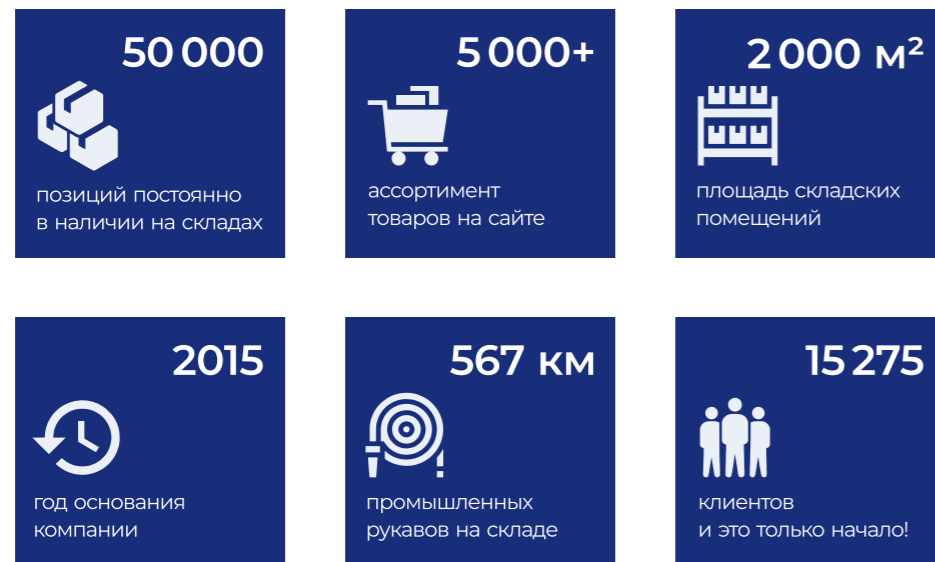 50 000
позиций постоянно
в наличии на складах
5 000+
ассортимент
товаров на сайте
2 000 м²
площадь складских
помещений
2015
год основания
компании
567 км
промышленных
рукавов на складе
15 275
клиентов
и это только начало!